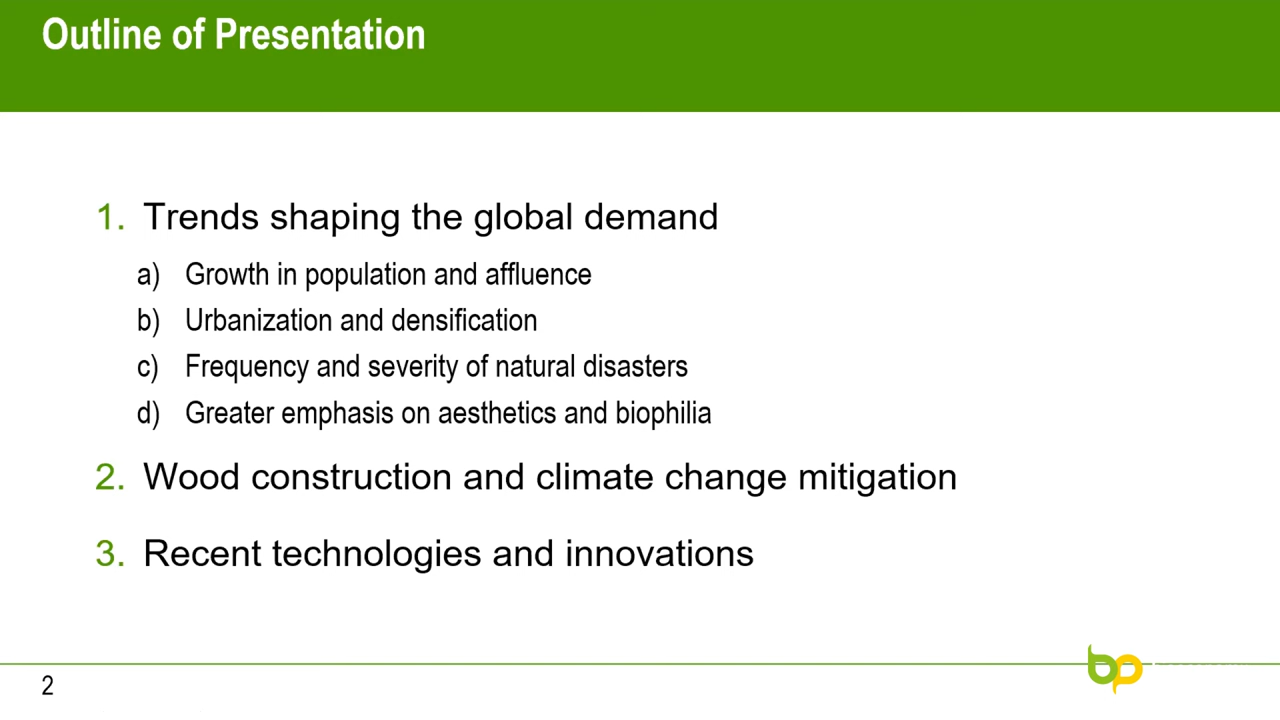 Outline of Presentation
1. Trends shaping the global demand
a) Growth in population and affluence
b) Urbanization and densification
c) Frequency and severity of natural disasters
d) Greater emphasis on aesthetics and biophilia
2. Wood construction and climate change mitigation
3. Recent technologies and innovations
2
bp